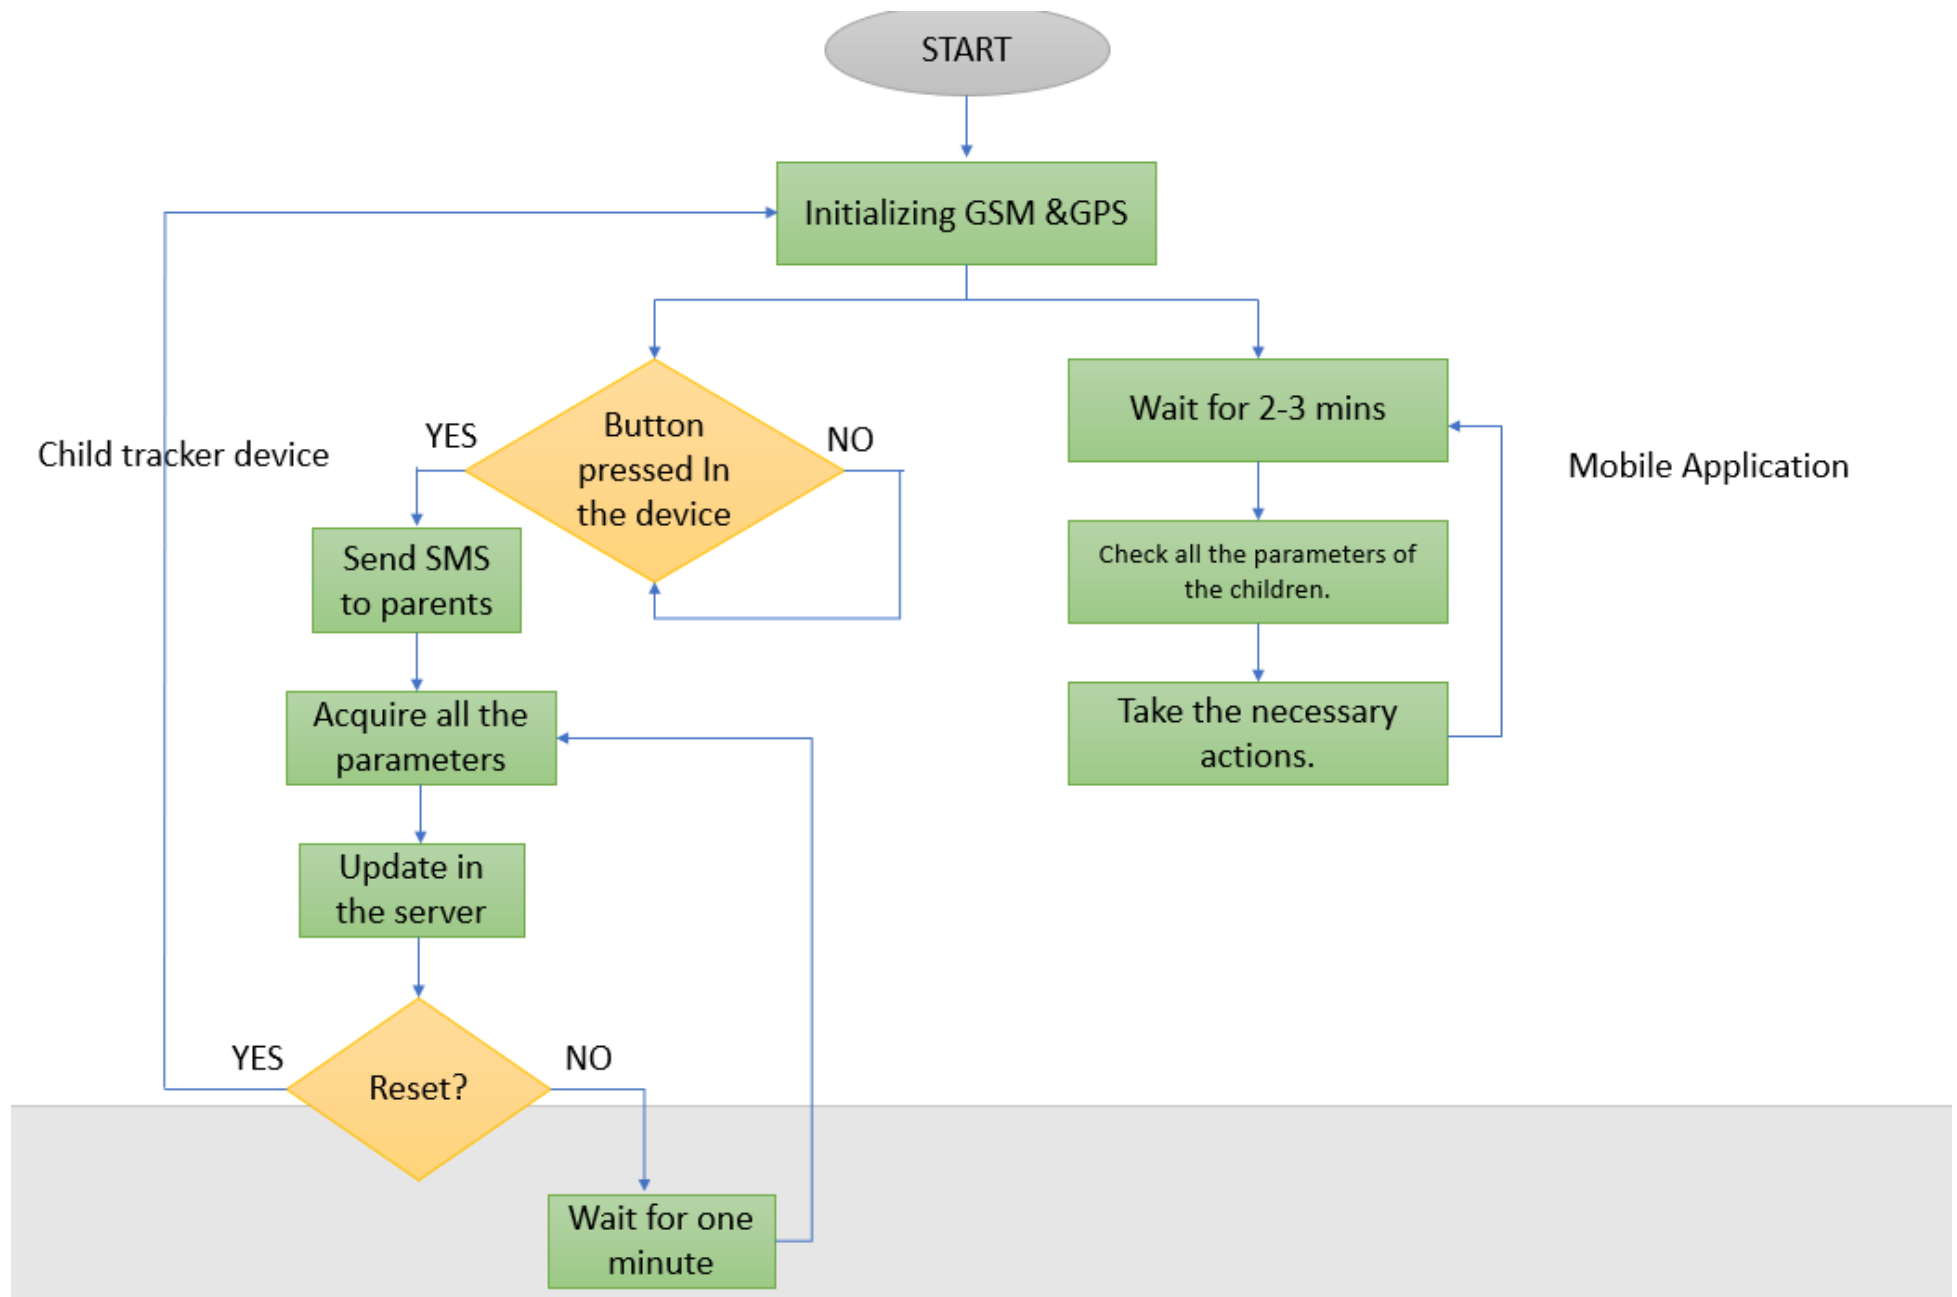 START
Initializing GSM &GPS
Child tracker device
YES
Button
pressed In
the device
NO
Send SMS
to parents
Acquire all the
parameters
Update in
the server
YES
Reset?
NO
Wait for one
minute
Wait for 2-3 mins
Check all the parameters of
the children.
Take the necessary
actions.
Mobile Application